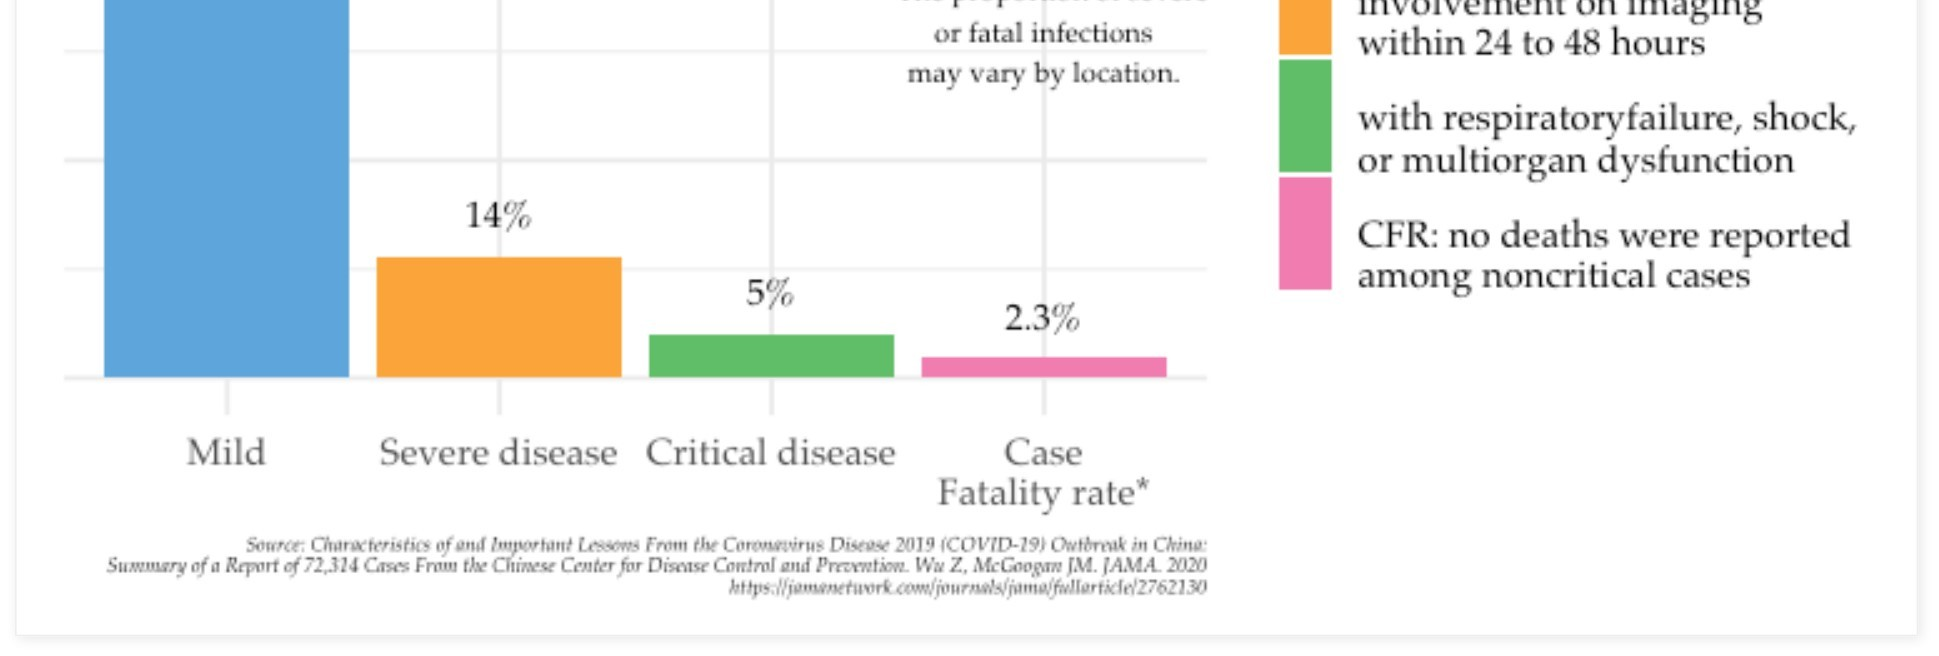 or fatal infections
may vary by location.
14%
5%
2.3%
Mild
Severe disease
Critical disease
Case
Fatality rate*
involvement on imaging
within 24 to 48 hours
with respiratoryfailure, shock,
or multiorgan dysfunction
CFR: no deaths were reported
among noncritical cases
Source: Characteristics of and Important Lessons From the Coronavirus Disease 2019 (COVID-19) Outbreak in China:
Summary of a Report of 72,314 Cases From the Chinese Center for Disease Control and Prevention. Wu Z, McGoogan JM. JAMA. 2020
https://jamanetwork.com/journals/jama/fullarticle/2762130